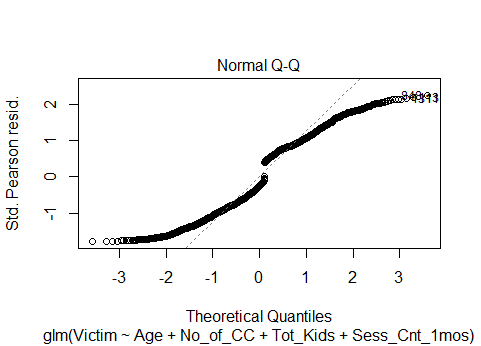 Normal Q-Q
Std. Pearson resid.
2
1
0
-1
-3
-2
-1
0
1
2
3
Theoretical Quantiles
glm(Victim ~ Age + No_of_CC + Tot_Kids + Sess_Cnt_1mos)